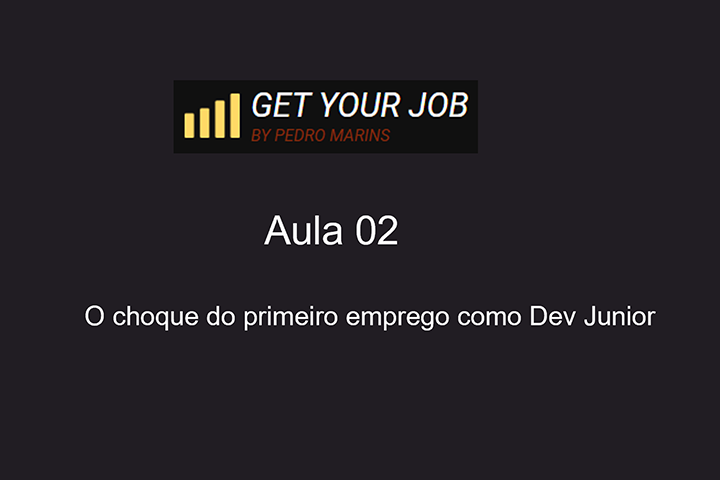 GET YOUR JOB
BY PEDRO MARINS
Aula 02
O choque do primeiro emprego como Dev Junior